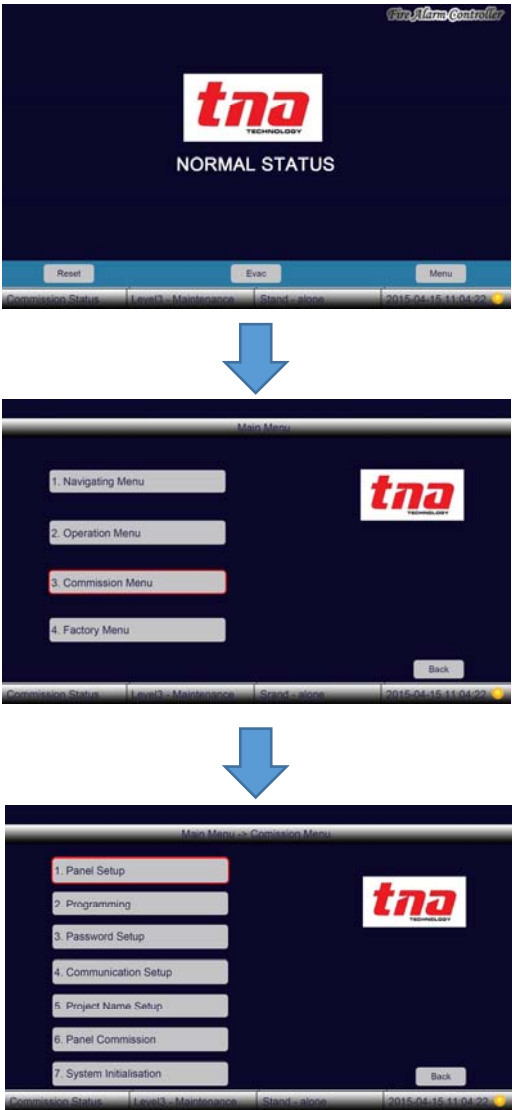 Fire Alarm Controller
tna
TECHNOLOGY
NORMAL STATUS
Reset Evac Menu
Commission Status Level3 - Maintenance Stand - alone 2015-04-15 11:04:22
Main Menu
1. Navigating Menu
tna
TECHNOLOGY
2. Operation Menu
3. Commission Menu
4. Factory Menu
Back
Commission Status Level3 - Maintenance Srand - alone 2015-04-15 11:04:22
Main Menu -> Comission Menu
1. Panel Setup
2. Programming
tna
TECHNOLOGY
3. Password Setup
4. Communication Setup
5. Project Name Setup
6. Panel Commission
7. System Initialisation
Back
Commission Status Level3 - Maintenance Stand - alone 2015-04-15 11:04:22